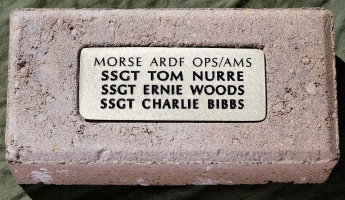 MORSE ARDF OPS/AMS
SSGT TOM NURRE
SSGT ERNIE WOODS
SSGT CHARLIE BIBBS